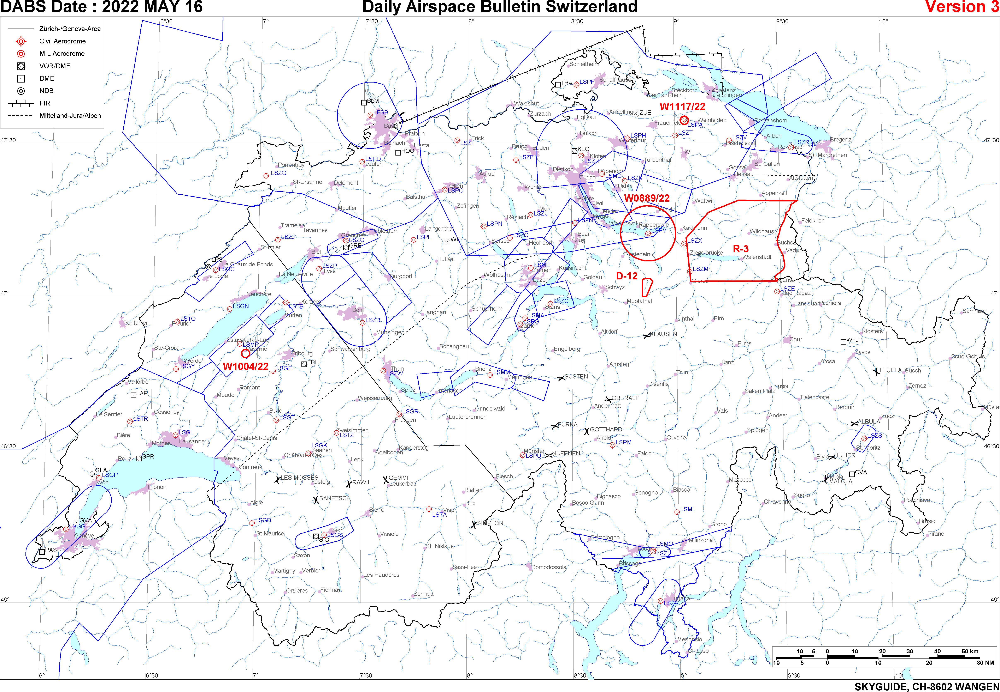 DABS Date : 2022 MAY 16
Daily Airspace Bulletin Switzerland
Version 3
6°30
7°
7°30
8°
8°30
9°
9°30
10°
Zürich-/Geneva-Area
Civil Aerodrome
MIL Aerodrome
VOR/DME
DME
NDB
FIR
Mittelland-Jura/Alpen
Schleitheim
TRA
LSPF
Schaffhausen
Stein a. Rhein
Steckborn
Konstanz
Kreuzlingen
BLM
LFSB
Basel
Waldshut
Zurzach
Eglisau
Andelfingen
ZUE
W1117/22
LSPA
Weinfelden
Frauenfeld
Romanshorn
Pratteln
Reinach
Liestal
HOC
LSZI
Frick
Bülach
LSPH
Winterthur
LSZT
LSZV
Bischofszell
Arbon
LSZR
Rorschach
Bregenz
St. Margrethen
47°30
47°30
LSPD
Laufen
Brugg
Baden
LSZF
KLO
Kloten
LSZH
Turbenthal
Wil
Gossau
St. Gallen
Herisau
Altstätten
Porrentruy
LSZQ
St-Ursanne
Delémont
Aarau
Dietikon
Zürich
Dübendorf
LSMD
LSZK
Uster
Olten
LSPO
Balsthal
Wohlen
Adliswil
Thalwil
W0889/22
Appenzell
Wattwil
Moutier
Zofingen
Muri
LSZU
Reinach
Meilen
Horgen
Wald
Tramelan
Tavannes
Solothurn
Langenthal
LSPN
LSZN
Wädenswil
Rapperswil
LSPV
Kaltbrunn
Feldkirch
Wildhaus
LSZJ
Grenchen
LSZG
GRE
LSPL
WIL
LSZO
Sursee
Hochdorf
Baar
Zug
LSZX
Buchs
St-Imier
Biel
Einsiedeln
Ziegelbrücke
R-3
Walenstadt
Vaduz
LPS
La Chaux-de-Fonds
LSGC
Le Locle
LSZP
Lyss
Huttwil
LSME
Emmen
Küssnacht
LSZM
La Neuveville
Burgdorf
Wolhusen
Luzern
Goldau
D-12
Glarus
Sargans
Schwyz
LSZE
Bad Ragaz
47°
47°
Neuchâtel
Kerzers
LSTB
Muotathal
Landquart
Schiers
LSGN
Murten
Bern
Langnau
Schüpfheim
LSZC
Stans
LSMA
LSPG
Sarnen
Samnaun
LSTO
Fleurier
Pontarlier
LSZB
Linthal
Elm
Münsingen
Altdorf
KLAUSEN
Klosters
Chur
WFJ
Estavayer-le-Lac
LSMP
Payerne
Ste-Croix
Schangnau
Engelberg
Flims
Schwarzenburg
Fribourg
FRI
W1004/22
LSGE
Yverdon
LSGY
Thun
LSZW
Brienz
LSMM
Meiringen
Amsteg
Ilanz
Arosa
Davos
Scuol/Schuls
FLÜELA
Susch
SUSTEN
Trun
Vallorbe
LAP
Romont
Moudon
Spiez
Interlaken
Disentis
Thusis
Zernez
Safien Platz
Weissenburg
OBERALP
Tiefencastel
Andermatt
Bergün
Müstair
Le Sentier
Cossonay
LSTR
Bulle
LSGT
LSGR
Frutigen
Grindelwald
Lauterbrunnen
Vals
Andeer
Zuoz
ALBULA
FURKA
GOTTHARD
Bière
LSGL
Lausanne
Morges
Châtel-St-Denis
Zweisimmen
LSTZ
Airolo
LSPM
Olivone
Splügen
LSZS
St. Moritz
46°30
46°30
LSGK
Saanen
Château-d'Oex
Adelboden
Kandersteg
Münster
LSPU
NUFENEN
Faido
Bivio
JULIER
Rolle
SPR
Vevey
Lenk
Montreux
GLA
LSGP
Nyon
LES MOSSES
Gsteig
RAWIL
GEMMI
Leukerbad
Fiesch
Mesocco
Maloja
MALOJA
CVA
Thonon
Blatten
Bignasco
Sonogno
Biasca
Soglio
SANETSCH
Aigle
Bosco-Gurin
Brig
Chiavenna
Poschiavo
Sierre
LSTA
Visp
LSML
GVA
LSGG
Genève
LSGB
St-Maurice
Sion
LSGS
SIO
Vissoie
SIMPLON
Grono
Brusio
Tirano
Comologno
LSMO
LSZL
Bellinzona
PAS
Saxon
St. Niklaus
Brissago
Martigny
Verbier
Les Haudères
Saas-Fee
Domodossola
Orsières
Fionnay
Zermatt
46°
46°
Lugano
LSZA
Mendrisio
Chiasso
10 5 0 10 20 30 40 50 km
10 5 0 10 20 30 NM
6°
6°30
7°
7°30
8°
8°30
9°
9°30
10
SKYGUIDE, CH-8602 WANGEN